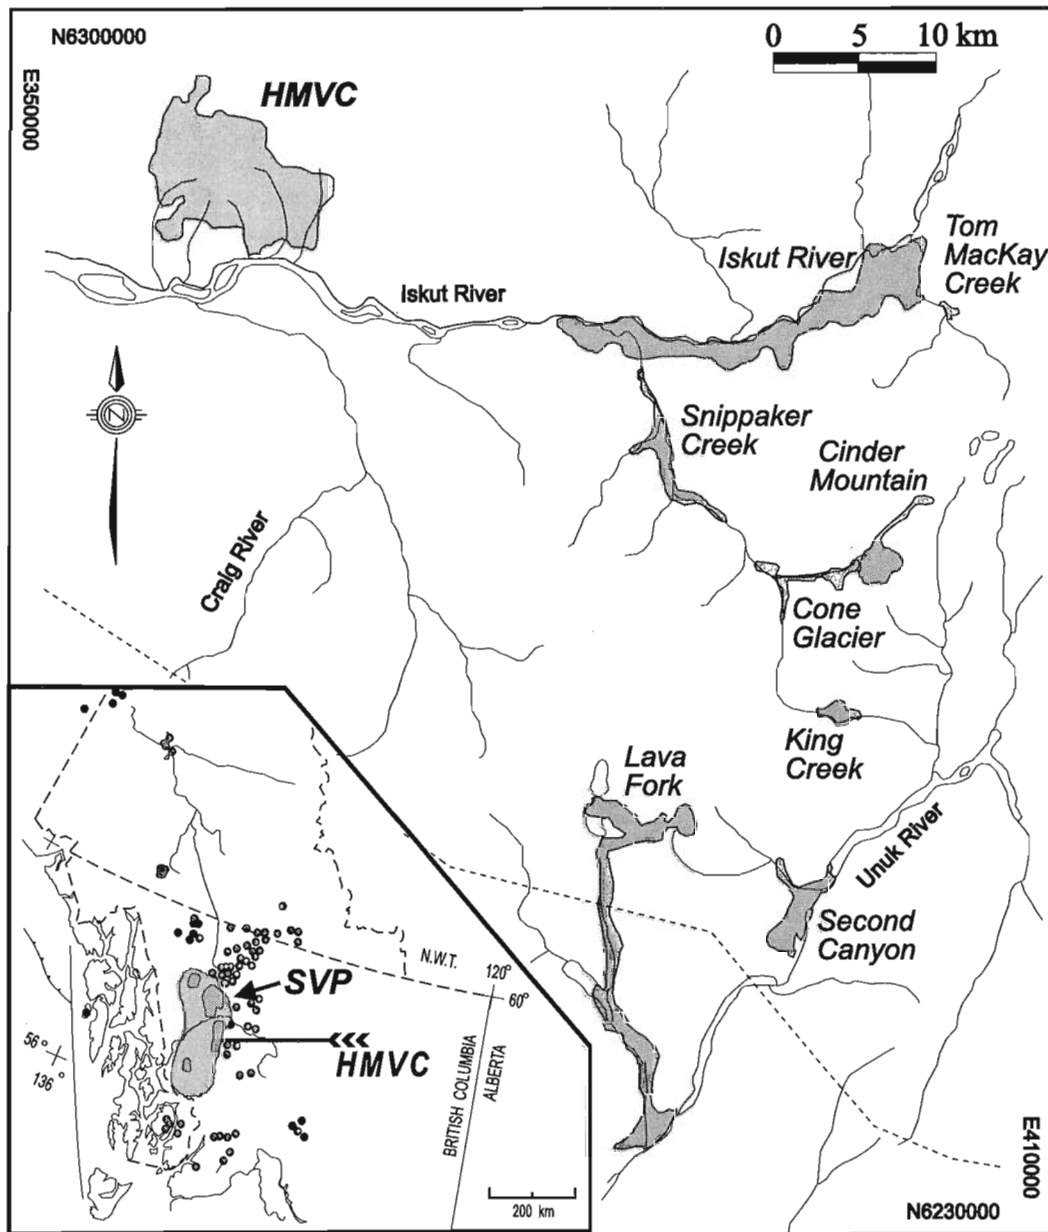 N6300000
E350000
0 5 10 km
HMVC
Tom
MacKay
Creek
Iskut River
Iskut River
Snippaker
Creek
Cinder
Mountain
N
Craig River
Cone
Glacier
King
Creek
Lava
Fork
Unuk River
Second
Canyon
N.W.T.
120°
60°
SVP
HMVC
56°
136°
BRITISH COLUMBIA
ALBERTA
200 km
E410000
N6230000